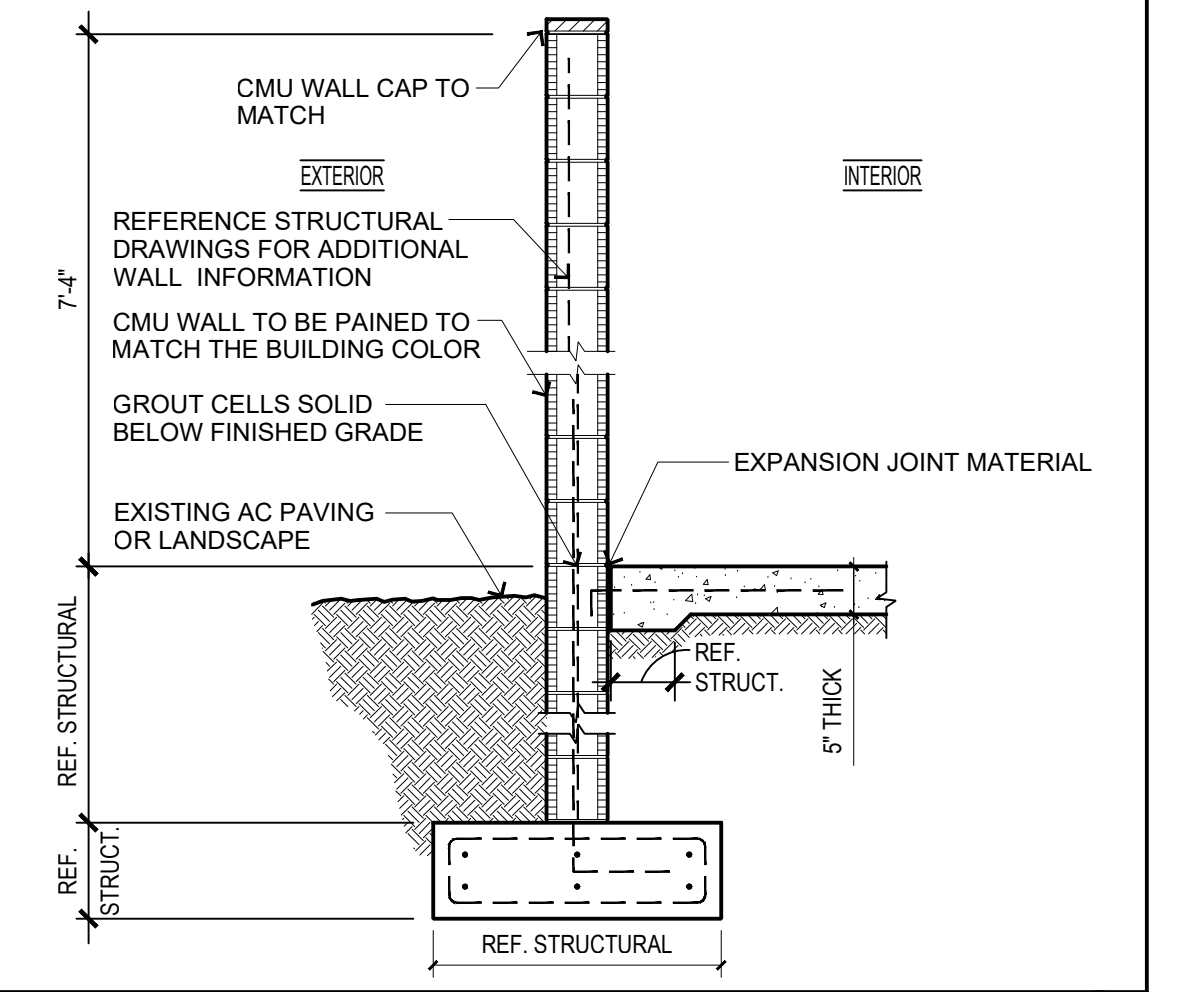 CMU WALL CAP TO
MATCH
EXTERIOR
INTERIOR
REFERENCE STRUCTURAL
DRAWINGS FOR ADDITIONAL
WALL INFORMATION
7'-4"
CMU WALL TO BE PAINED TO
MATCH THE BUILDING COLOR
GROUT CELLS SOLID
BELOW FINISHED GRADE
EXPANSION JOINT MATERIAL
EXISTING AC PAVING
OR LANDSCAPE
REF. STRUCTURAL
REF.
STRUCT.
5" THICK
REF.
STRUCT.
REF. STRUCTURAL